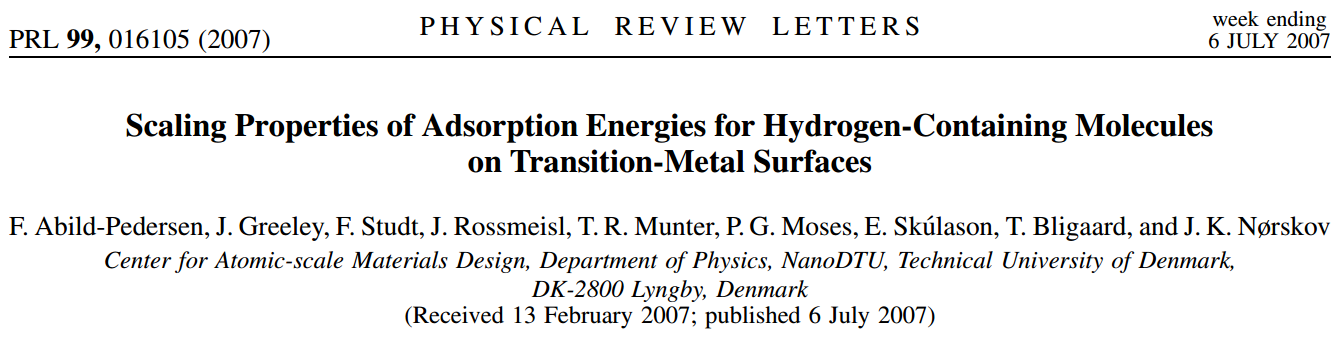 PRL 99, 016105 (2007)
PHYSICAL REVIEW LETTERS
week ending
6 JULY 2007
Scaling Properties of Adsorption Energies for Hydrogen-Containing Molecules
on Transition-Metal Surfaces
F. Abild-Pedersen, J. Greeley, F. Studt, J. Rossmeisl, T. R. Munter, P. G. Moses, E. Skúlason, T. Bligaard, and J. K. Nørskov
Center for Atomic-scale Materials Design, Department of Physics, NanoDTU, Technical University of Denmark,
DK-2800 Lyngby, Denmark
(Received 13 February 2007; published 6 July 2007)